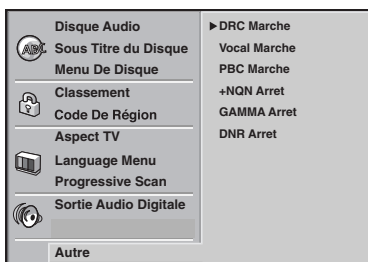 Disque Audio
Sous Titre du Disque
Menu De Disque
Classement
Code De Région
Aspect TV
Language Menu
Progressive Scan
Sortie Audio Digitale
Autre
DRC Marche
Vocal Marche
PBC Marche
+NQN Arret
GAMMA Arret
DNR Arret
ABC